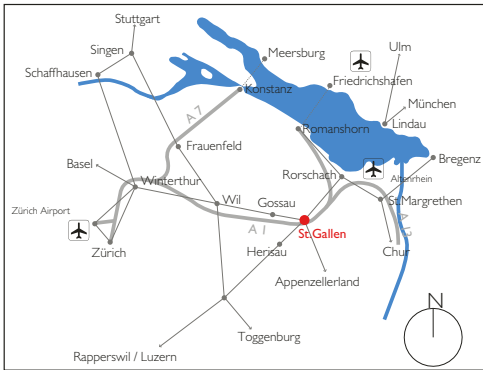 Stuttgart
Singen
Meersburg
Ulm
Schaffhausen
Friedrichshafen
Konstanz
München
A 7
Lindau
Romanshorn
Frauenfeld
Bregenz
Basel
Rorschach
Altenrhein
Winterthur
Wil
St.Margrethen
Gossau
Zürich Airport
A 1
St.Gallen
A 13
Zürich
Herisau
Chur
Appenzellerland
Toggenburg
Rapperswil / Luzern
N